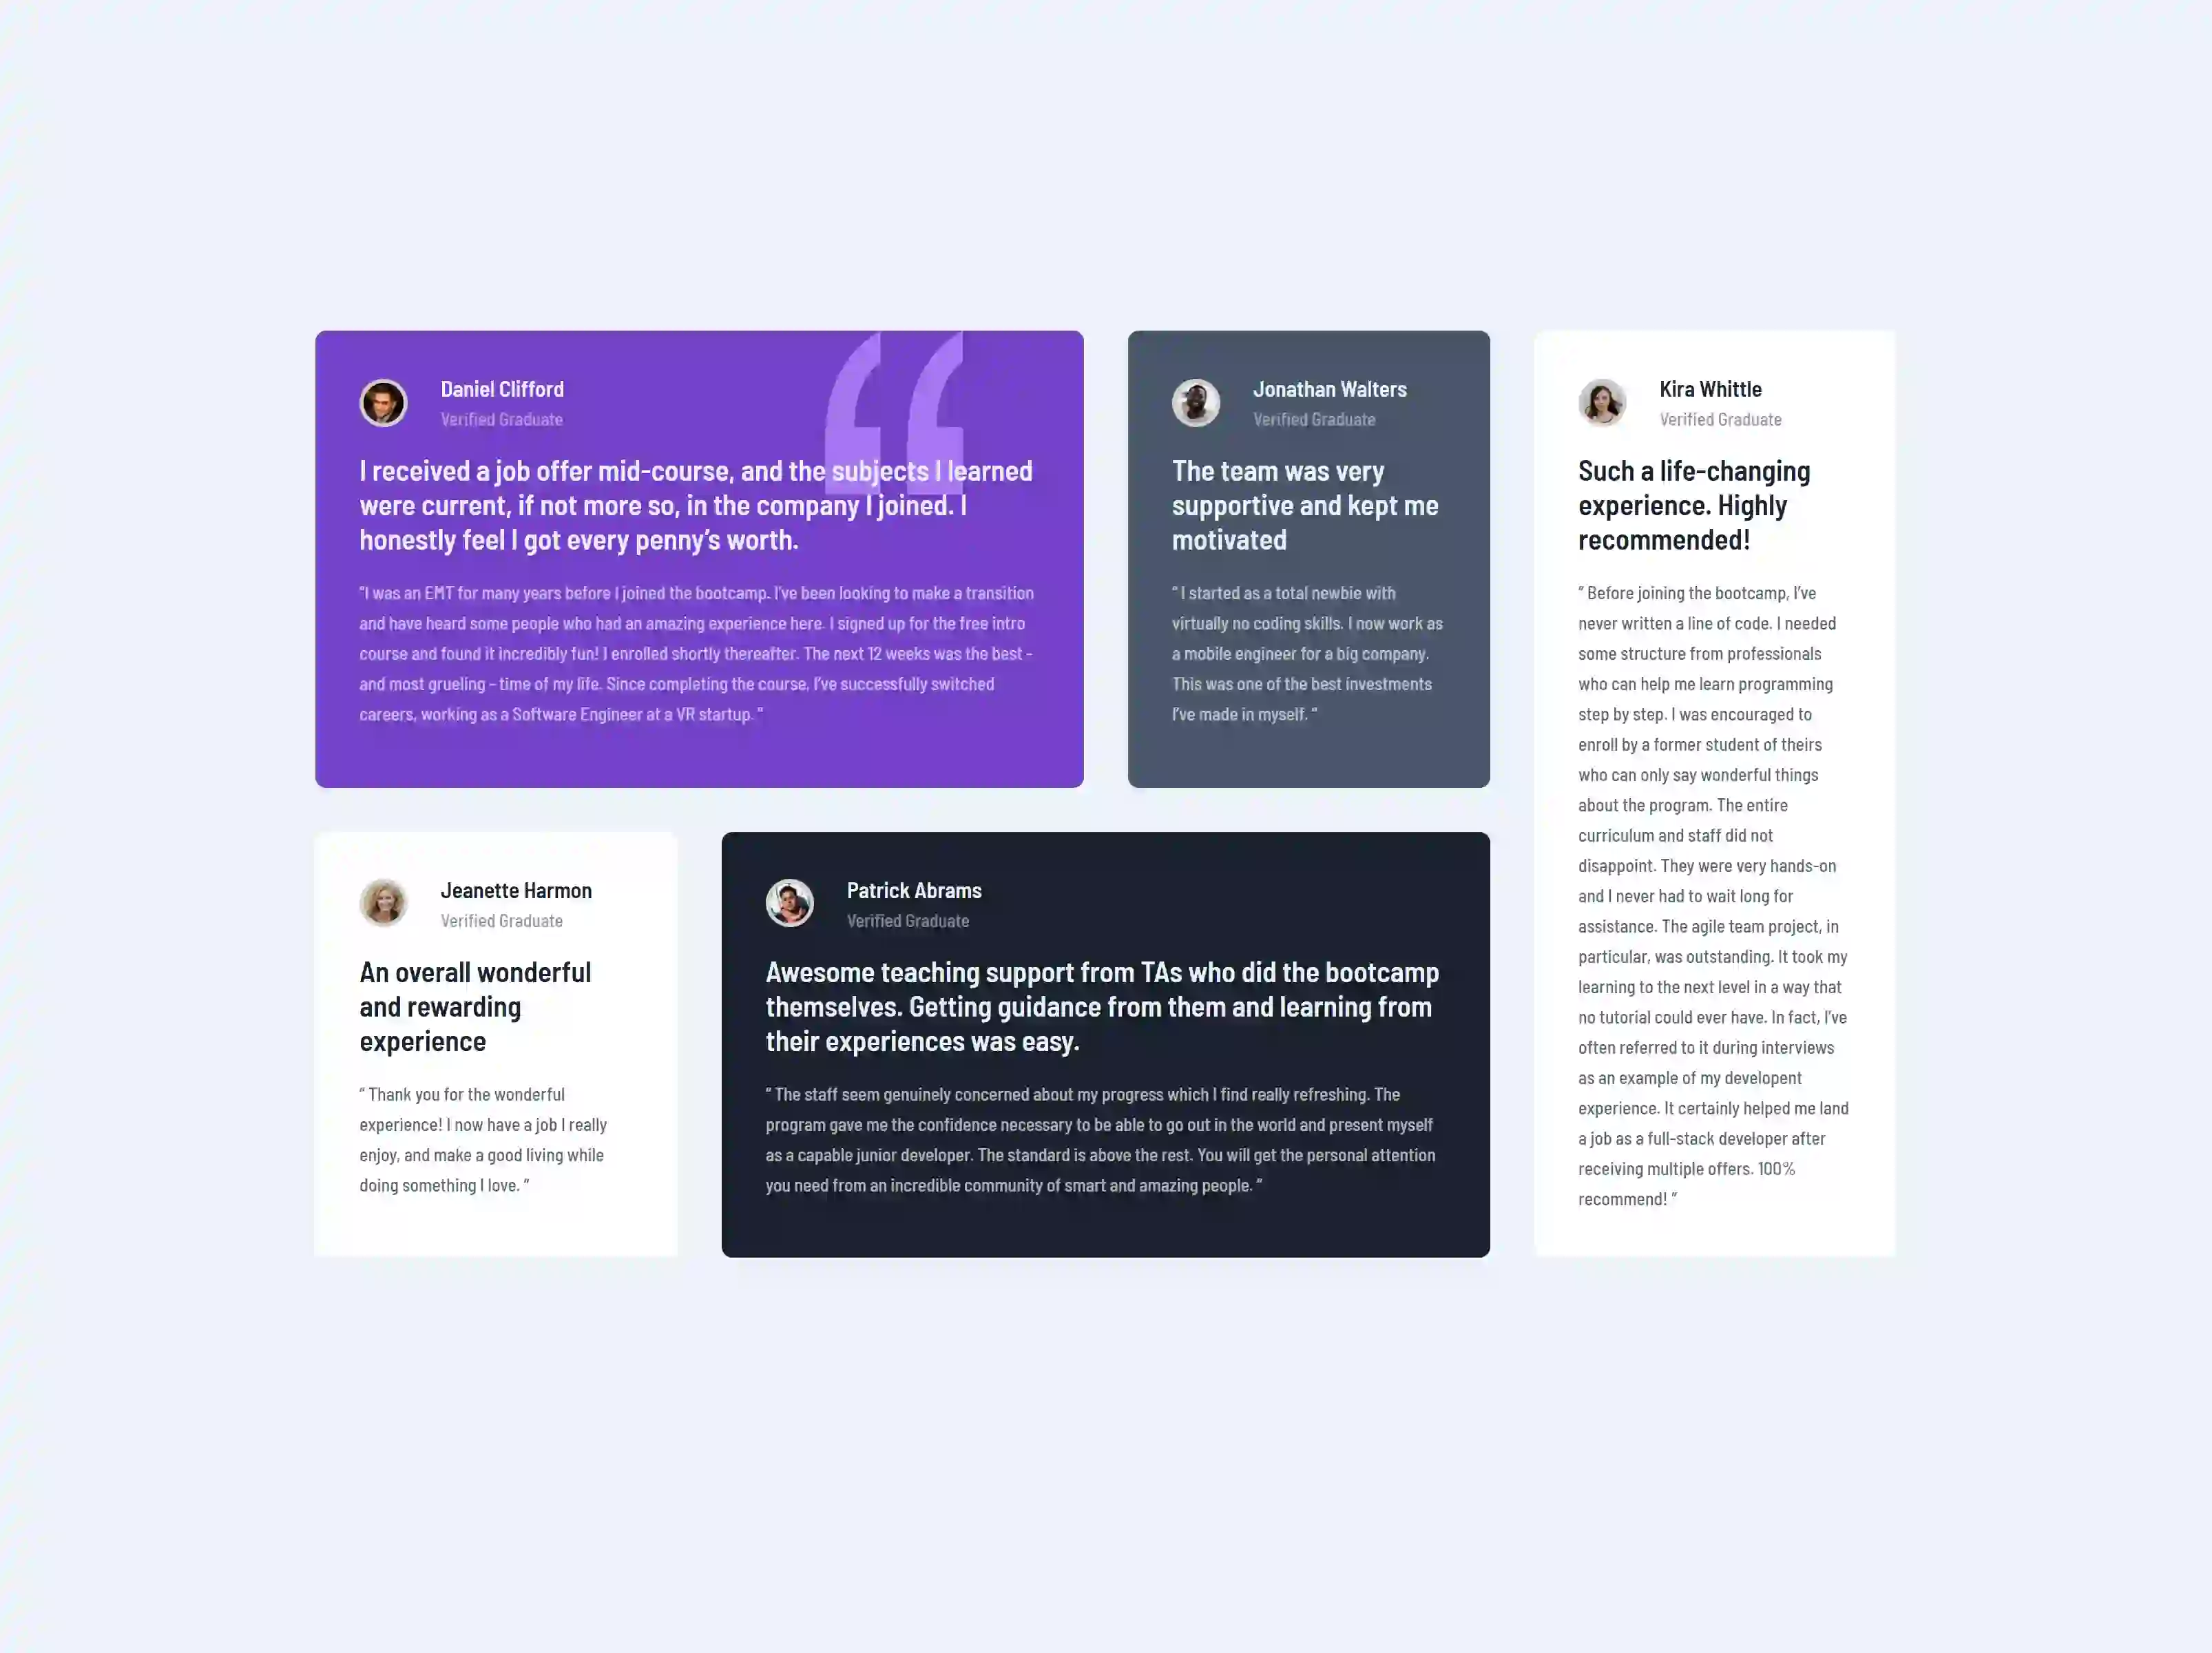 Daniel Clifford
Verified Graduate
I received a job offer mid-course, and the subjects I learned
were current, if not more so, in the company I joined. I
honestly feel I got every penny’s worth.
"I was an EMT for many years before I joined the bootcamp. I’ve been looking to make a transition
and have heard some people who had an amazing experience here. I signed up for the free intro
course and found it incredibly fun! I enrolled shortly thereafter. The next 12 weeks was the best -
and most grueling - time of my life. Since completing the course, I’ve successfully switched
careers, working as a Software Engineer at a VR startup. "
Jonathan Walters
Verified Graduate
The team was very
supportive and kept me
motivated
“ I started as a total newbie with
virtually no coding skills. I now work as
a mobile engineer for a big company.
This was one of the best investments
I’ve made in myself. ”
Kira Whittle
Verified Graduate
Such a life-changing
experience. Highly
recommended!
“ Before joining the bootcamp, I’ve
never written a line of code. I needed
some structure from professionals
who can help me learn programming
step by step. I was encouraged to
enroll by a former student of theirs
who can only say wonderful things
about the program. The entire
curriculum and staff did not
disappoint. They were very hands-on
and I never had to wait long for
assistance. The agile team project, in
particular, was outstanding. It took my
learning to the next level in a way that
no tutorial could ever have. In fact, I’ve
often referred to it during interviews
as an example of my developent
experience. It certainly helped me land
a job as a full-stack developer after
receiving multiple offers. 100%
recommend! ”
Jeanette Harmon
Verified Graduate
An overall wonderful
and rewarding
experience
“ Thank you for the wonderful
experience! I now have a job I really
enjoy, and make a good living while
doing something I love. ”
Patrick Abrams
Verified Graduate
Awesome teaching support from TAs who did the bootcamp
themselves. Getting guidance from them and learning from
their experiences was easy.
“ The staff seem genuinely concerned about my progress which I find really refreshing. The
program gave me the confidence necessary to be able to go out in the world and present myself
as a capable junior developer. The standard is above the rest. You will get the personal attention
you need from an incredible community of smart and amazing people. ”